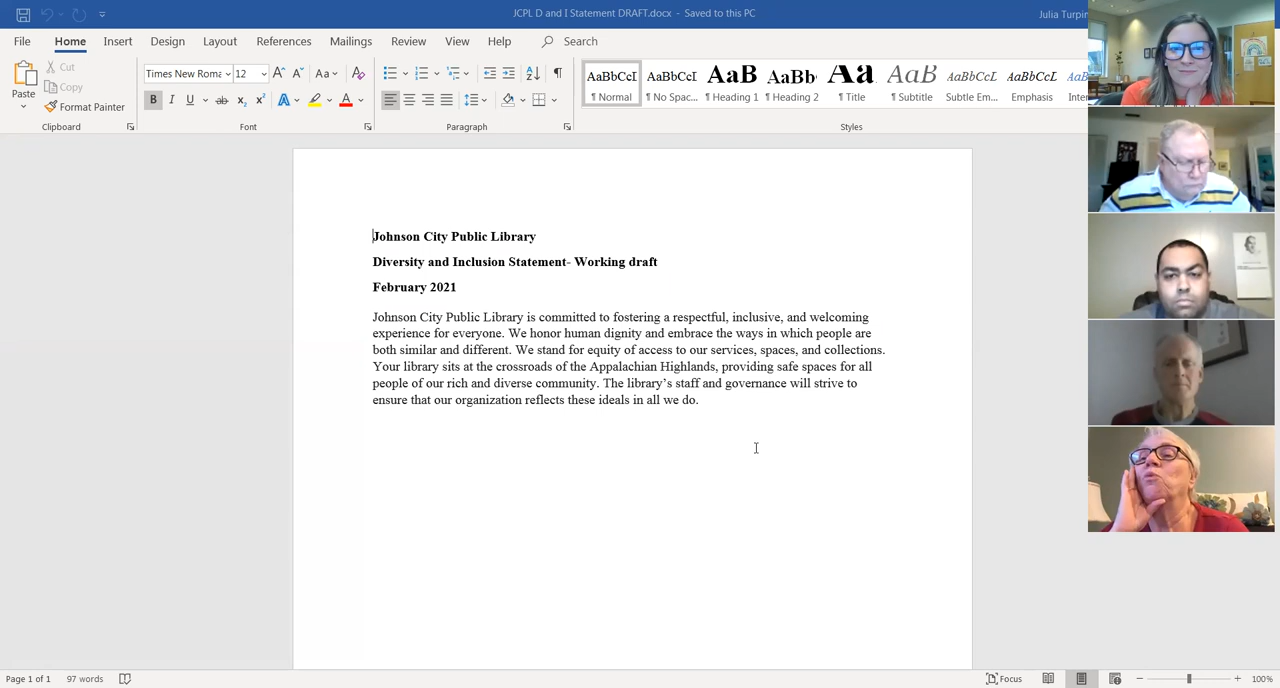 JCPL D and I Statement DRAFT.docx - Saved to this PC
Julia Turpin
File Home Insert Design Layout References Mailings Review View Help Search
Paste
Cut
Copy
Format Painter
Clipboard
Times New Roma 12
Aa
B I U ab x₂ x² A A
Font
Paragraph
AaBbCcI AaBbCcI AaB AaBb Aa AaB AaBbCcL AaBbCcL AaBb
¶ Normal ¶ No Spac... ¶ Heading 1 ¶ Heading 2 ¶ Title ¶ Subtitle Subtle Em... Emphasis Inter
Styles
Johnson City Public Library
Diversity and Inclusion Statement- Working draft
February 2021
Johnson City Public Library is committed to fostering a respectful, inclusive, and welcoming
experience for everyone. We honor human dignity and embrace the ways in which people are
both similar and different. We stand for equity of access to our services, spaces, and collections.
Your library sits at the crossroads of the Appalachian Highlands, providing safe spaces for all
people of our rich and diverse community. The library's staff and governance will strive to
ensure that our organization reflects these ideals in all we do.
Page 1 of 1 97 words
Focus
100%